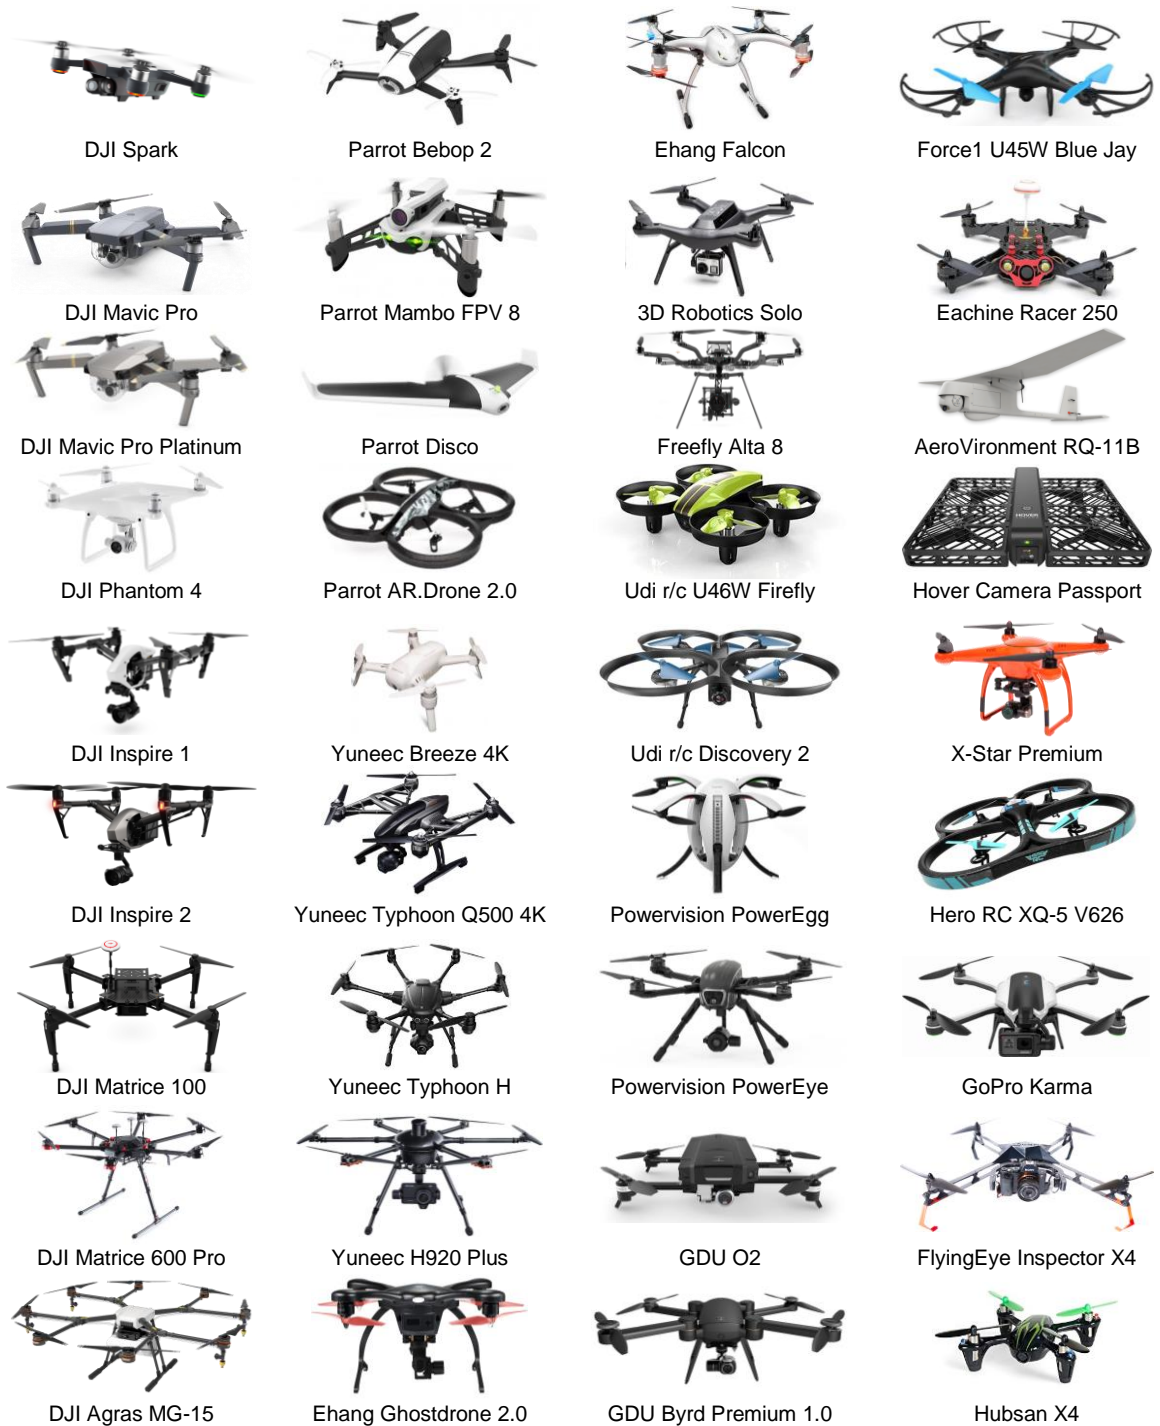 DJI Spark
Parrot Bebop 2
Ehang Falcon
Force1 U45W Blue Jay
DJI Mavic Pro
Parrot Mambo FPV 8
3D Robotics Solo
Eachine Racer 250
DJI Mavic Pro Platinum
Parrot Disco
Freefly Alta 8
AeroVironment RQ-11B
DJI Phantom 4
Parrot AR.Drone 2.0
Udi r/c U46W Firefly
HOVER
Hover Camera Passport
DJI Inspire 1
Yuneec Breeze 4K
Udi r/c Discovery 2
X-Star Premium
DJI Inspire 2
Yuneec Typhoon Q500 4K
Powervision PowerEgg
RC
Hero RC XQ-5 V626
DJI Matrice 100
Yuneec Typhoon H
Powervision PowerEye
GoPro Karma
DJI Matrice 600 Pro
Yuneec H920 Plus
GDU O2
FlyingEye Inspector X4
DJI Agras MG-15
Ehang Ghostdrone 2.0
GDU Byrd Premium 1.0
Hubsan X4